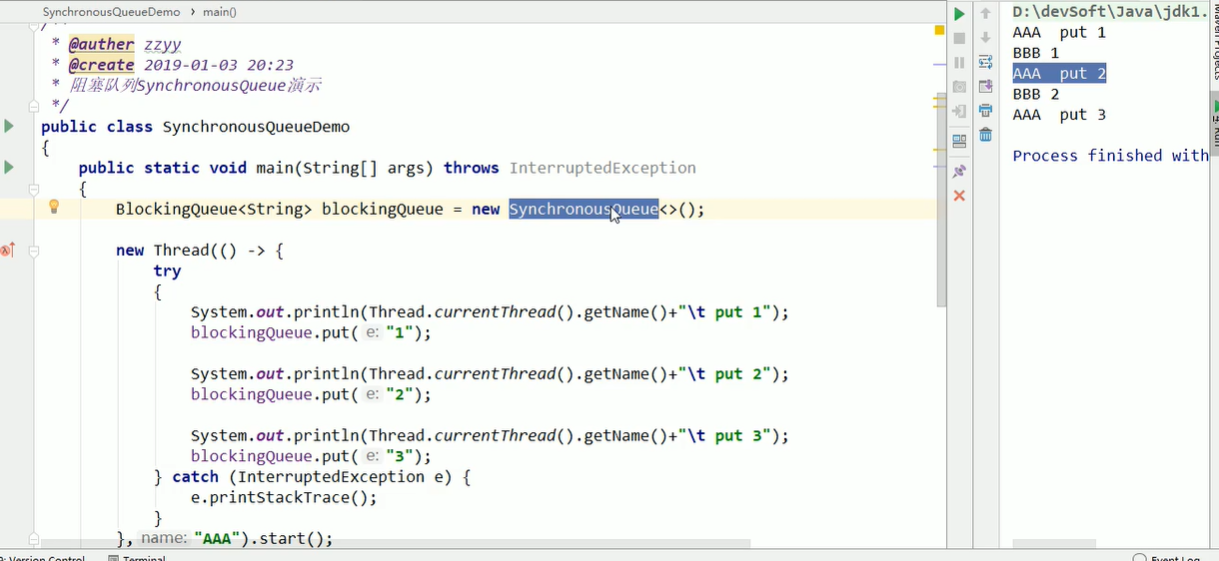 SynchronousQueueDemo › main()
* @auther zzyy
* @create 2019-01-03 20:23
* 阻塞队列SynchronousQueue演示
*/
public class SynchronousQueueDemo
{
public static void main(String[] args) throws InterruptedException
{
BlockingQueue<String> blockingQueue = new SynchronousQueue<>();
new Thread(() -> {
try
{
System.out.println(Thread.currentThread().getName()+"\t put 1");
blockingQueue.put( e: "1");
System.out.println(Thread.currentThread().getName()+"\t put 2");
blockingQueue.put( e: "2");
System.out.println(Thread.currentThread().getName()+"\t put 3");
blockingQueue.put( e: "3");
} catch (InterruptedException e) {
e.printStackTrace();
}
}, name: "AAA").start();
D:\devSoft\Java\jdk1.
AAA  put 1
BBB 1
AAA  put 2
BBB 2
AAA  put 3
Process finished with
Maven Projects
Version Control
Terminal
Event Log